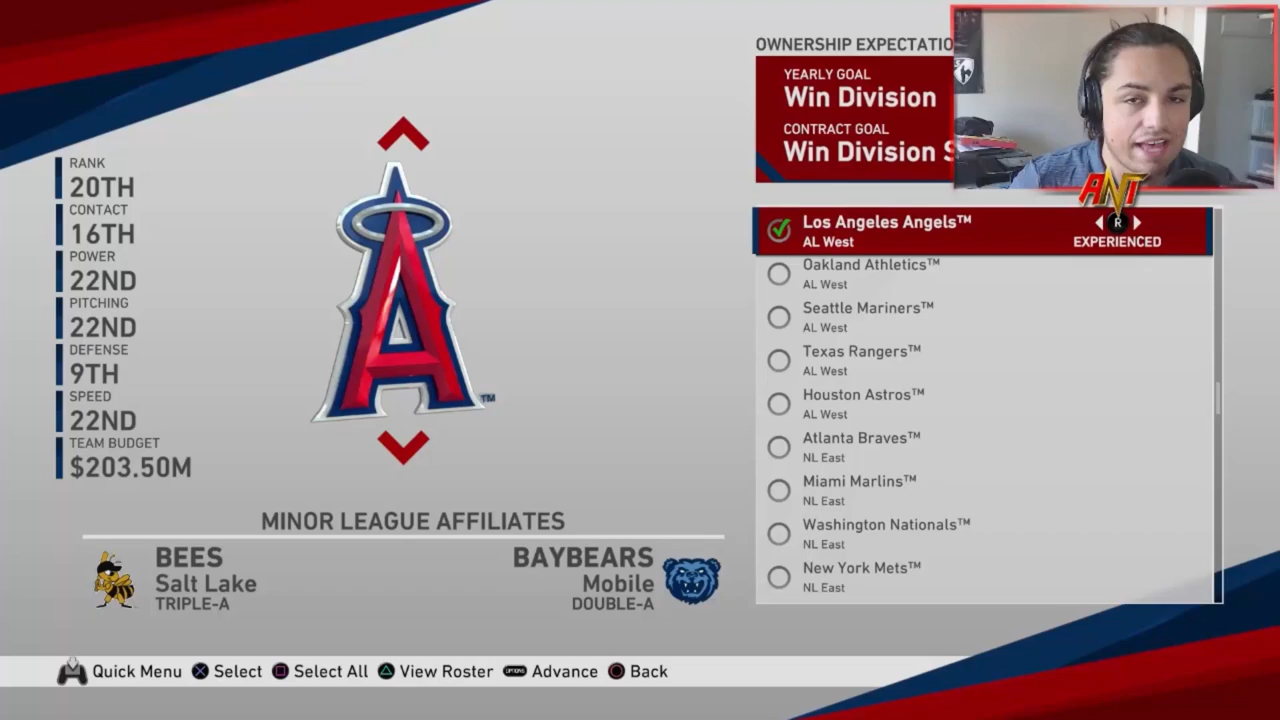 OWNERSHIP EXPECTATIO
YEARLY GOAL
Win Division
CONTRACT GOAL
Win Division S
ANT
RANK
20TH
CONTACT
16TH
POWER
22ND
PITCHING
22ND
DEFENSE
9TH
SPEED
22ND
TEAM BUDGET
$203.50M
A
TM
MINOR LEAGUE AFFILIATES
BEES
Salt Lake
TRIPLE-A
BAYBEARS
Mobile
DOUBLE-A
Los Angeles Angels™
AL West
R
EXPERIENCED
Oakland Athletics™
AL West
Seattle Mariners™
AL West
Texas Rangers™
AL West
Houston Astros™
AL West
Atlanta Braves™
NL East
Miami Marlins™
NL East
Washington Nationals™
NL East
New York Mets™
NL East
Quick Menu Select Select All View Roster OPTIONS Advance Back